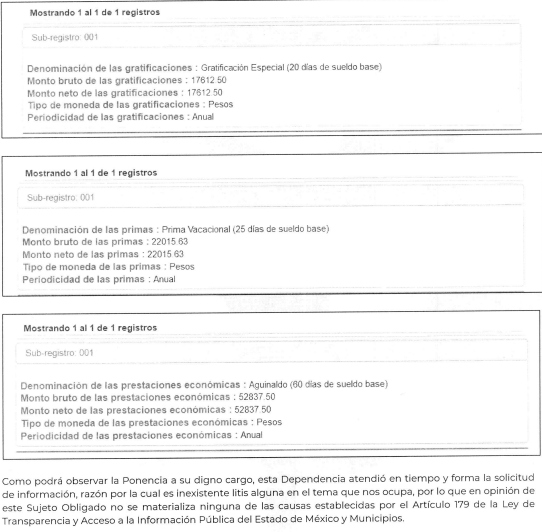 Mostrando 1 al 1 de 1 registros
Sub-registro: 001
Denominación de las gratificaciones : Gratificación Especial (20 días de sueldo base)
Monto bruto de las gratificaciones : 17612.50
Monto neto de las gratificaciones : 17612.50
Tipo de moneda de las gratificaciones : Pesos
Periodicidad de las gratificaciones : Anual
Mostrando 1 al 1 de 1 registros
Sub-registro: 001
Denominación de las primas : Prima Vacacional (25 días de sueldo base)
Monto bruto de las primas : 22015.63
Monto neto de las primas : 22015.63
Tipo de moneda de las primas : Pesos
Periodicidad de las primas : Anual
Mostrando 1 al 1 de 1 registros
Sub-registro: 001
Denominación de las prestaciones económicas : Aguinaldo (60 días de sueldo base)
Monto bruto de las prestaciones económicas : 52837.50
Monto neto de las prestaciones económicas : 52837.50
Tipo de moneda de las prestaciones económicas : Pesos
Periodicidad de las prestaciones económicas : Anual
Como podrá observar la Ponencia a su digno cargo, esta Dependencia atendió en tiempo y forma la solicitud
de información, razón por la cual es inexistente litis alguna en el tema que nos ocupa, por lo que en opinión de
este Sujeto Obligado no se materializa ninguna de las causas establecidas por el Artículo 179 de la Ley de
Transparencia y Acceso a la Información Pública del Estado de México y Municipios.